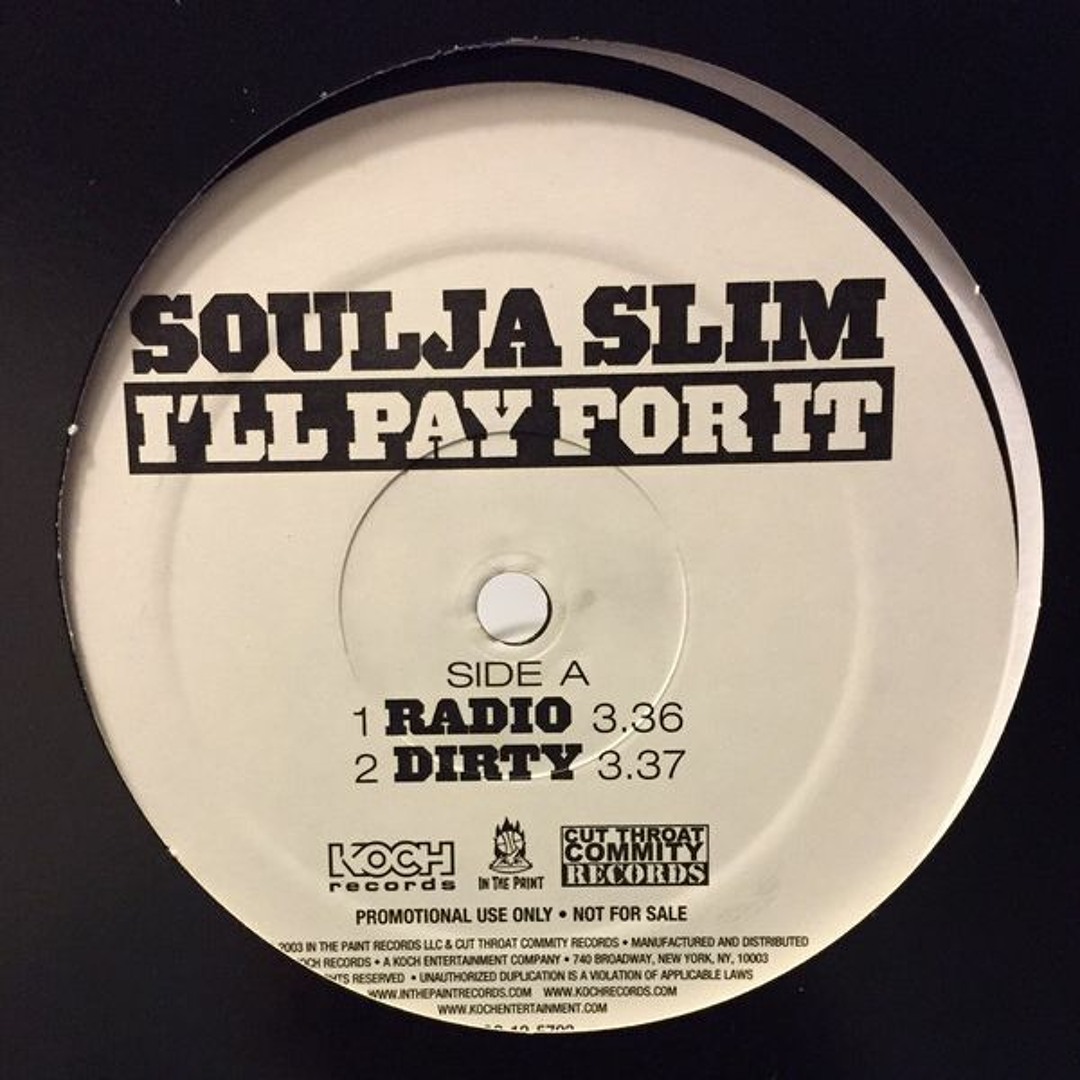 SOULJA SLIM
I'LL PAY FOR IT
SIDE A
1 RADIO 3.36
2 DIRTY 3.37
KOCH
records
IN THE PAINT
CUT THROAT
COMMITY
RECORDS
PROMOTIONAL USE ONLY • NOT FOR SALE
2003 IN THE PAINT RECORDS LLC & CUT THROAT COMMITY RECORDS • MANUFACTURED AND DISTRIBUTED
RECORDS • A KOCH ENTERTAINMENT COMPANY • 740 BROADWAY, NEW YORK, NY, 10003
RESERVED • UNAUTHORIZED DUPLICATION IS A VIOLATION OF APPLICABLE LAWS
WWW.INTHEPAINTRECORDS.COM WWW.KOCHRECORDS.COM
WWW.KOCHENTERTAINMENT.COM